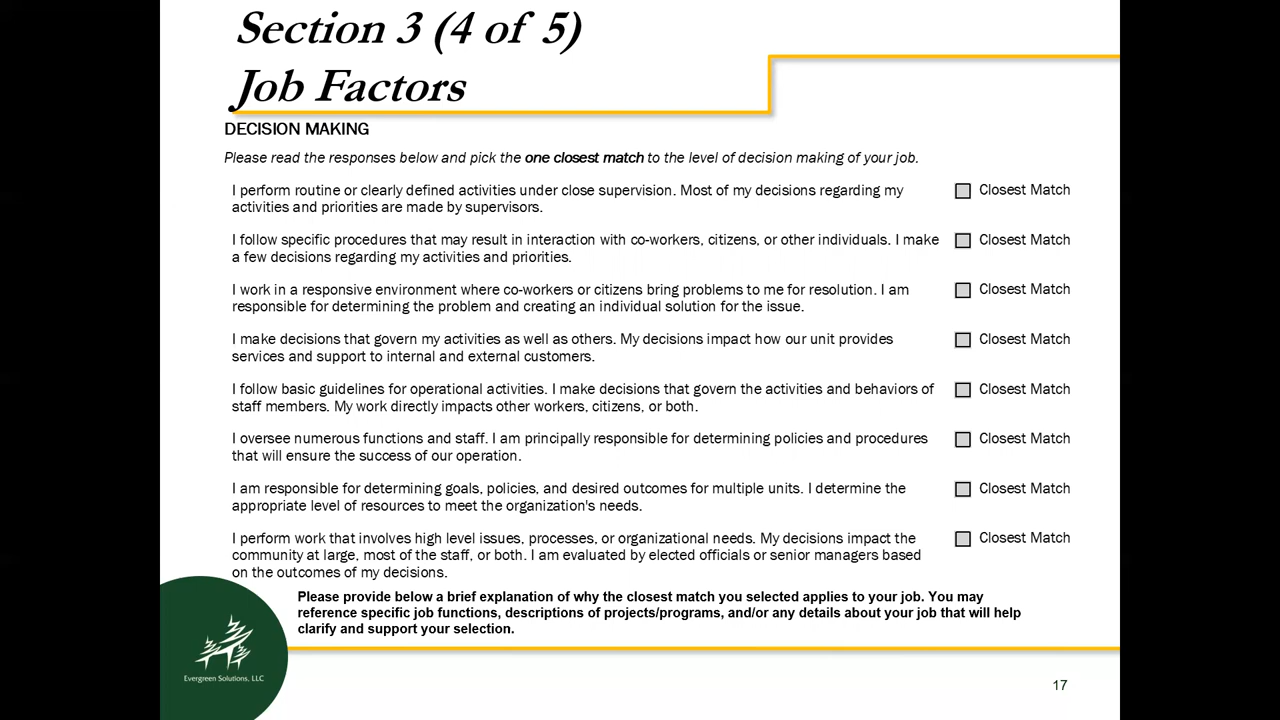 Section 3 (4 of 5)
Job Factors
DECISION MAKING
Please read the responses below and pick the one closest match to the level of decision making of your job.
I perform routine or clearly defined activities under close supervision. Most of my decisions regarding my
activities and priorities are made by supervisors.
Closest Match
I follow specific procedures that may result in interaction with co-workers, citizens, or other individuals. I make
a few decisions regarding my activities and priorities.
Closest Match
I work in a responsive environment where co-workers or citizens bring problems to me for resolution. I am
responsible for determining the problem and creating an individual solution for the issue.
Closest Match
I make decisions that govern my activities as well as others. My decisions impact how our unit provides
services and support to internal and external customers.
Closest Match
I follow basic guidelines for operational activities. I make decisions that govern the activities and behaviors of
staff members. My work directly impacts other workers, citizens, or both.
Closest Match
I oversee numerous functions and staff. I am principally responsible for determining policies and procedures
that will ensure the success of our operation.
Closest Match
I am responsible for determining goals, policies, and desired outcomes for multiple units. I determine the
appropriate level of resources to meet the organization's needs.
Closest Match
I perform work that involves high level issues, processes, or organizational needs. My decisions impact the
community at large, most of the staff, or both. I am evaluated by elected officials or senior managers based
on the outcomes of my decisions.
Closest Match
Please provide below a brief explanation of why the closest match you selected applies to your job. You may
reference specific job functions, descriptions of projects/programs, and/or any details about your job that will help
clarify and support your selection.
Evergreen Solutions, LLC
17